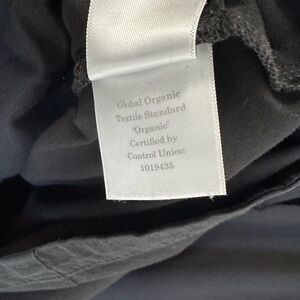 Global Organic
Textile Standard
"Organic"
Certified by
Control Union
1019435